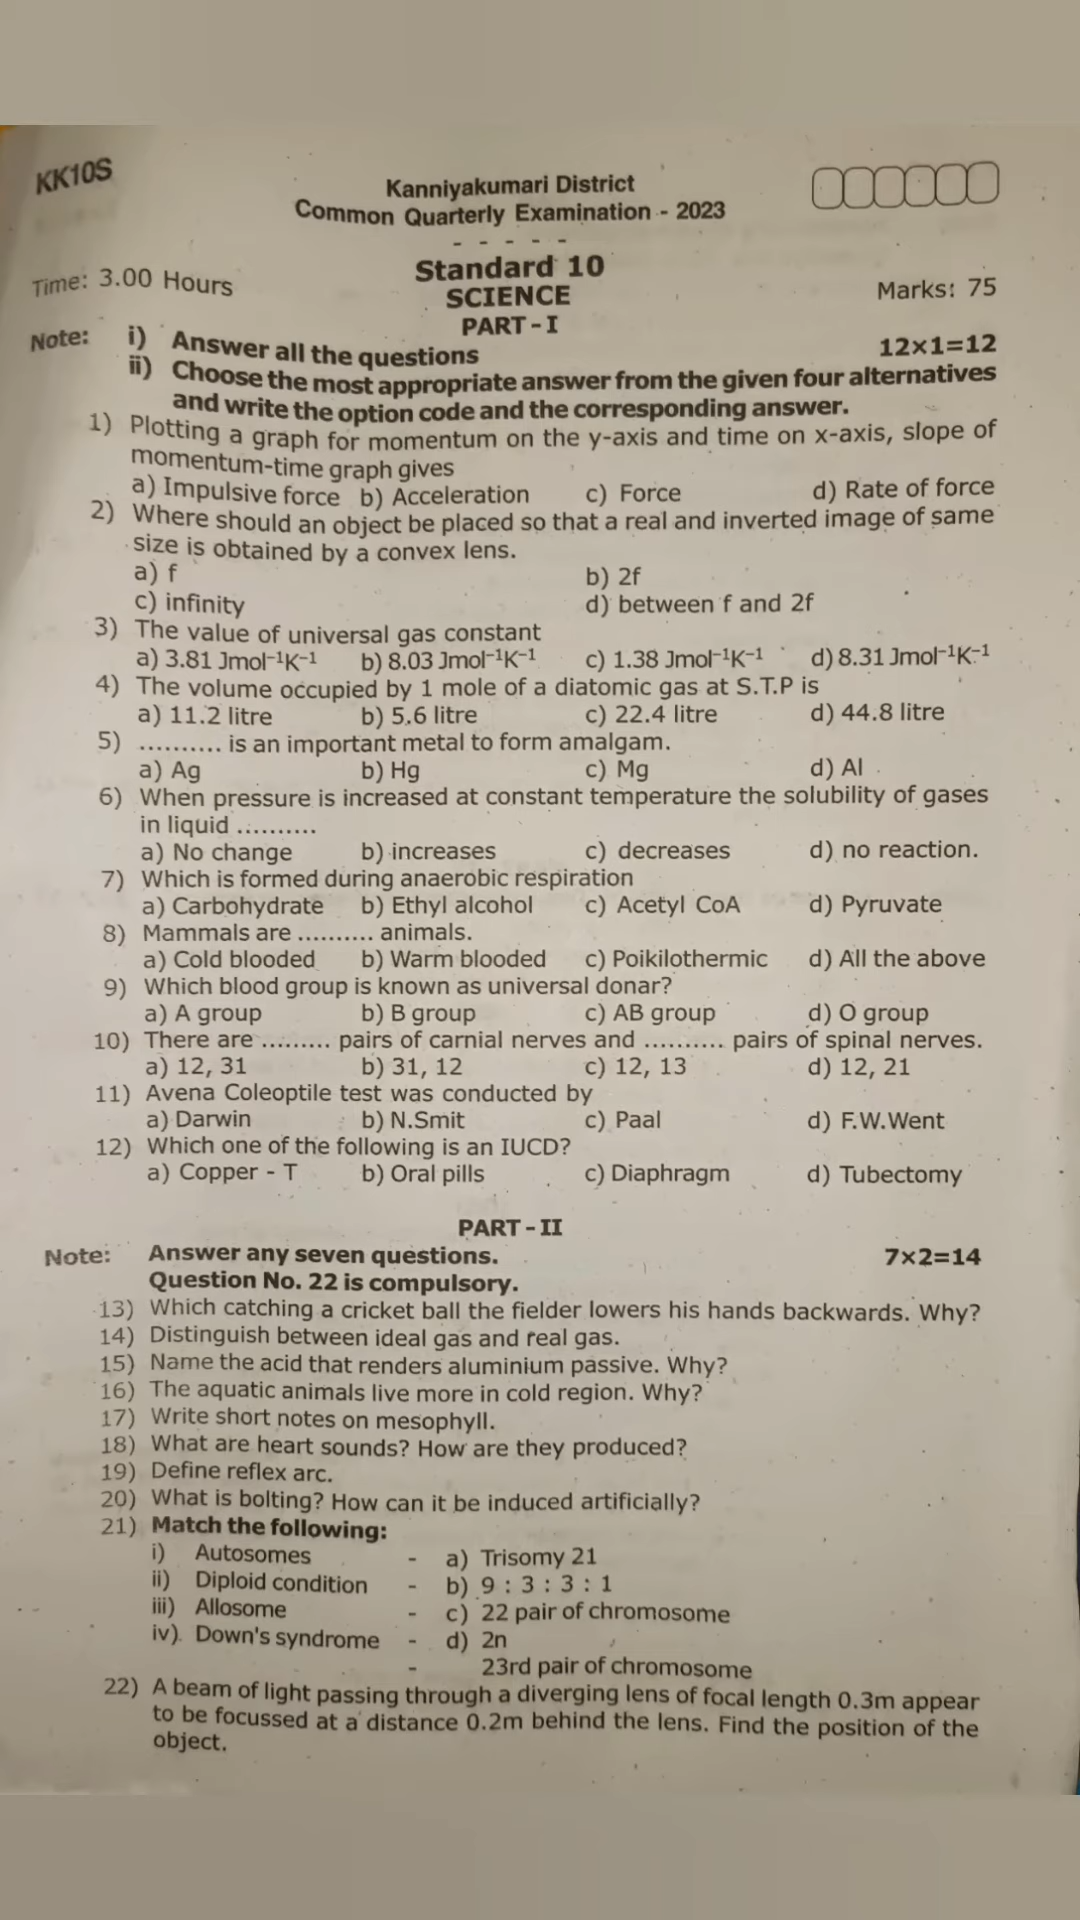 KK10S
Kanniyakumari District
Common Quarterly Examination - 2023
- - - - -
Time: 3.00 Hours
Standard 10
SCIENCE
Marks: 75
PART - I
Note: i) Answer all the questions 12×1=12
ii) Choose the most appropriate answer from the given four alternatives
and write the option code and the corresponding answer.
1) Plotting a graph for momentum on the y-axis and time on x-axis, slope of
momentum-time graph gives
a) Impulsive force b) Acceleration c) Force d) Rate of force
2) Where should an object be placed so that a real and inverted image of same
size is obtained by a convex lens.
a) f b) 2f
c) infinity d) between f and 2f
3) The value of universal gas constant
a) 3.81 Jmol⁻¹K⁻¹ b) 8.03 Jmol⁻¹K⁻¹ c) 1.38 Jmol⁻¹K⁻¹ d) 8.31 Jmol⁻¹K⁻¹
4) The volume occupied by 1 mole of a diatomic gas at S.T.P is
a) 11.2 litre b) 5.6 litre c) 22.4 litre d) 44.8 litre
5) .......... is an important metal to form amalgam.
a) Ag b) Hg c) Mg d) Al
6) When pressure is increased at constant temperature the solubility of gases
in liquid ..........
a) No change b) increases c) decreases d) no reaction.
7) Which is formed during anaerobic respiration
a) Carbohydrate b) Ethyl alcohol c) Acetyl CoA d) Pyruvate
8) Mammals are .......... animals.
a) Cold blooded b) Warm blooded c) Poikilothermic d) All the above
9) Which blood group is known as universal donar?
a) A group b) B group c) AB group d) O group
10) There are ......... pairs of carnial nerves and .......... pairs of spinal nerves.
a) 12, 31 b) 31, 12 c) 12, 13 d) 12, 21
11) Avena Coleoptile test was conducted by
a) Darwin b) N.Smit c) Paal d) F.W.Went
12) Which one of the following is an IUCD?
a) Copper - T b) Oral pills c) Diaphragm d) Tubectomy
PART - II
Note: Answer any seven questions. 7×2=14
Question No. 22 is compulsory.
13) Which catching a cricket ball the fielder lowers his hands backwards. Why?
14) Distinguish between ideal gas and real gas.
15) Name the acid that renders aluminium passive. Why?
16) The aquatic animals live more in cold region. Why?
17) Write short notes on mesophyll.
18) What are heart sounds? How are they produced?
19) Define reflex arc.
20) What is bolting? How can it be induced artificially?
21) Match the following:
i) Autosomes - a) Trisomy 21
ii) Diploid condition - b) 9 : 3 : 3 : 1
iii) Allosome - c) 22 pair of chromosome
iv). Down's syndrome - d) 2n
- 23rd pair of chromosome
22) A beam of light passing through a diverging lens of focal length 0.3m appear
to be focussed at a distance 0.2m behind the lens. Find the position of the
object.